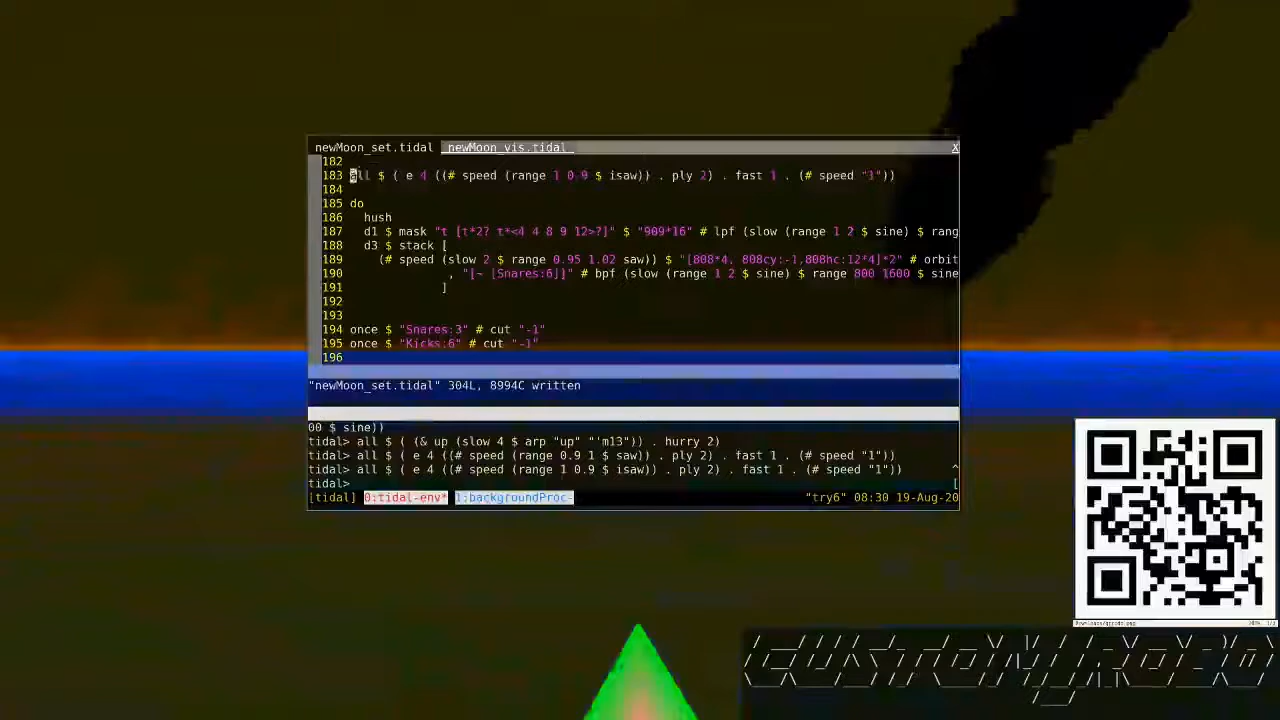 newMoon_set.tidal newMoon_vis.tidal X
182
183 all $ ( e 4 ((# speed (range 1 0.9 $ isaw)) . ply 2) . fast 1 . (# speed "1"))
184
185 do
186 hush
187 d1 $ mask "t [t*2? t*<4 4 8 9 12>?]" $ "909*16" # lpf (slow (range 1 2 $ sine) $ rang
188 d3 $ stack [
189 (# speed (slow 2 $ range 0.95 1.02 saw)) $ "[808*4, 808cy:-1,808hc:12*4]*2" # orbit
190 , "[~ [Snares:6]]" # bpf (slow (range 1 2 $ sine) $ range 800 1600 $ sine
191 ]
192
193
194 once $ "Snares:3" # cut "-1"
195 once $ "Kicks:6" # cut "-1"
196
"newMoon_set.tidal" 304L, 8994C written
00 $ sine))
tidal> all $ ( (& up (slow 4 $ arp "up" "'m13")) . hurry 2)
tidal> all $ ( e 4 ((# speed (range 0.9 1 $ saw)) . ply 2) . fast 1 . (# speed "1"))
tidal> all $ ( e 4 ((# speed (range 1 0.9 $ isaw)) . ply 2) . fast 1 . (# speed "1")) ^
tidal> [
[tidal] 0:tidal-env* 1:backgroundProc- "try6" 08:30 19-Aug-20
CUSTOM_ROBO